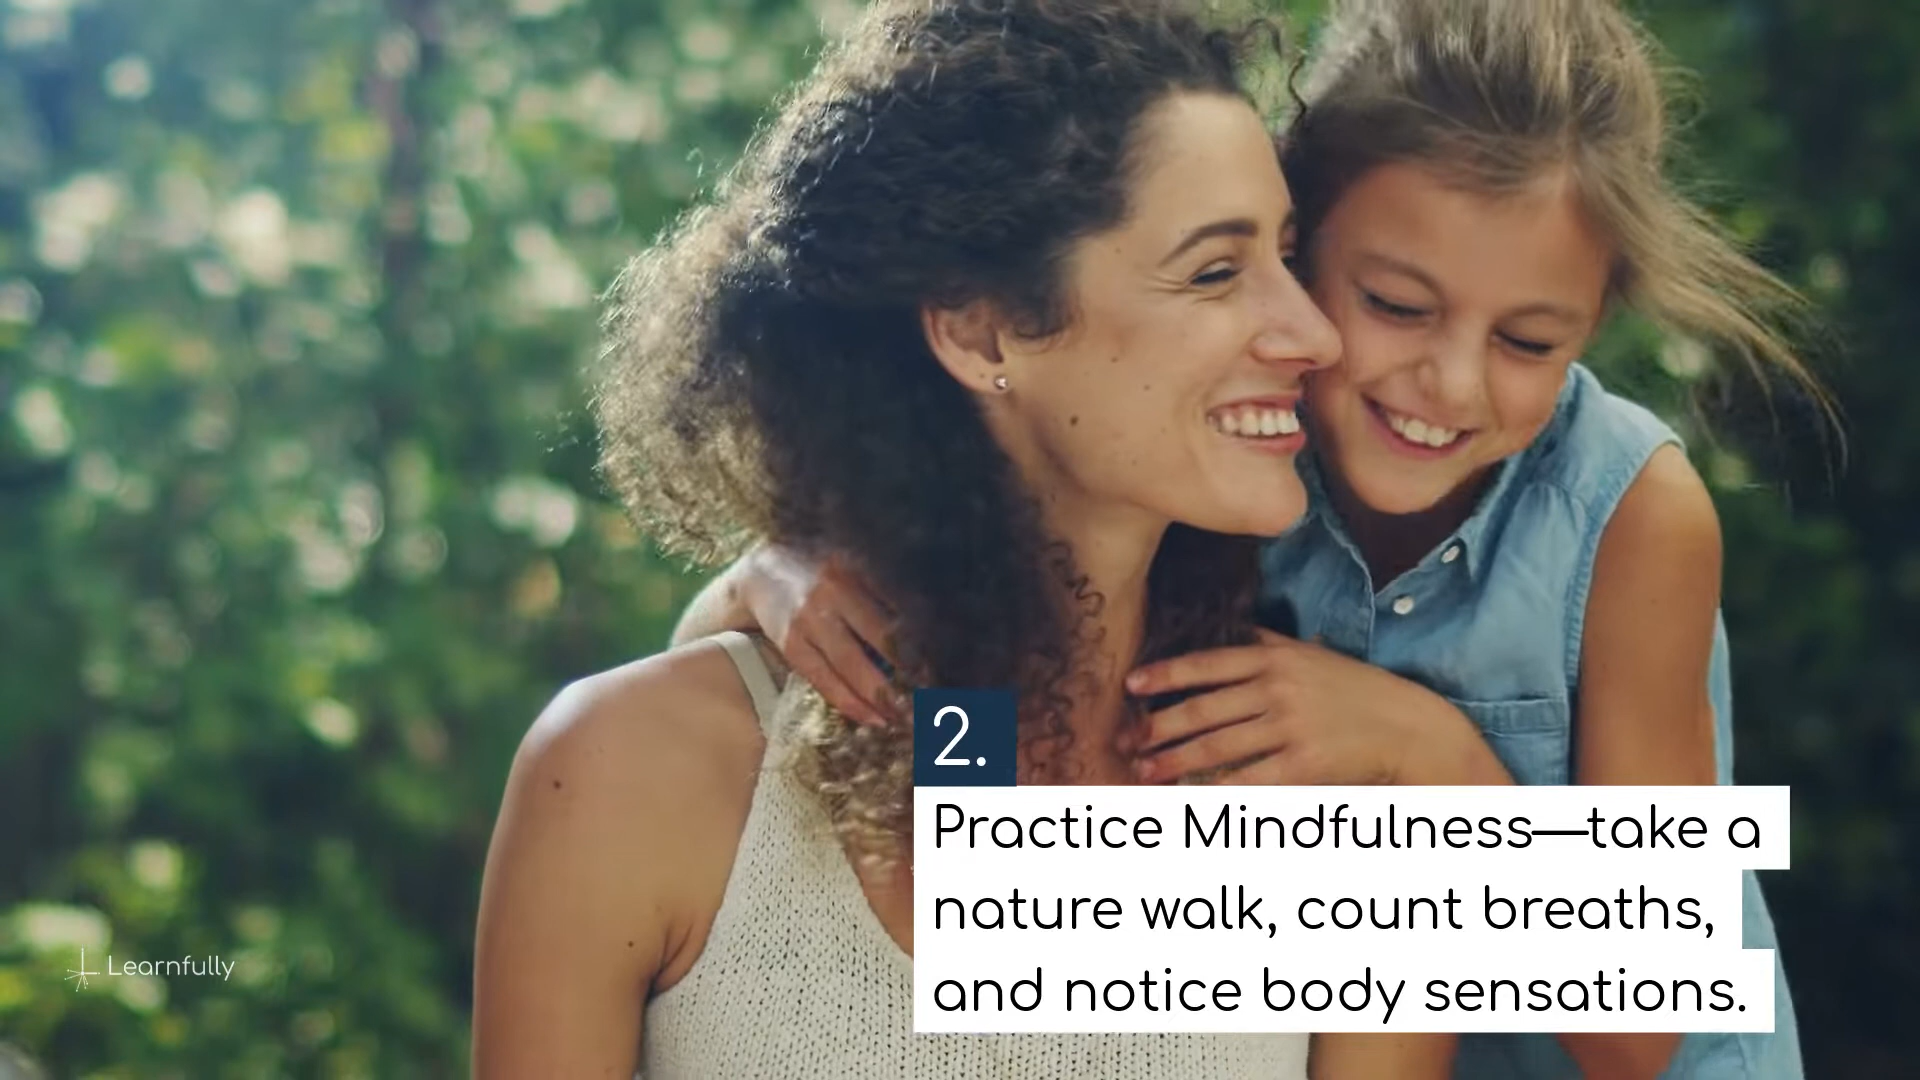 2.
Practice Mindfulness—take a
nature walk, count breaths,
and notice body sensations.
Learnfully